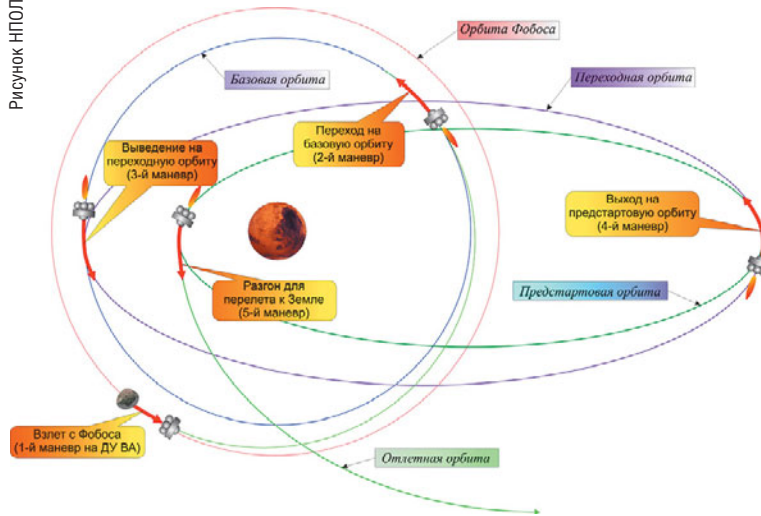 Рисунок НПОЛ
Орбита Фобоса
Базовая орбита
Переходная орбита
Переход на
базовую орбиту
(2-й маневр)
Выведение на
переходную орбиту
(3-й маневр)
Выход на
предстартовую орбиту
(4-й маневр)
Разгон для
перелета к Земле
(5-й маневр)
Предстартовая орбита
Взлет с Фобоса
(1-й маневр на ДУ ВА)
Отлетная орбита